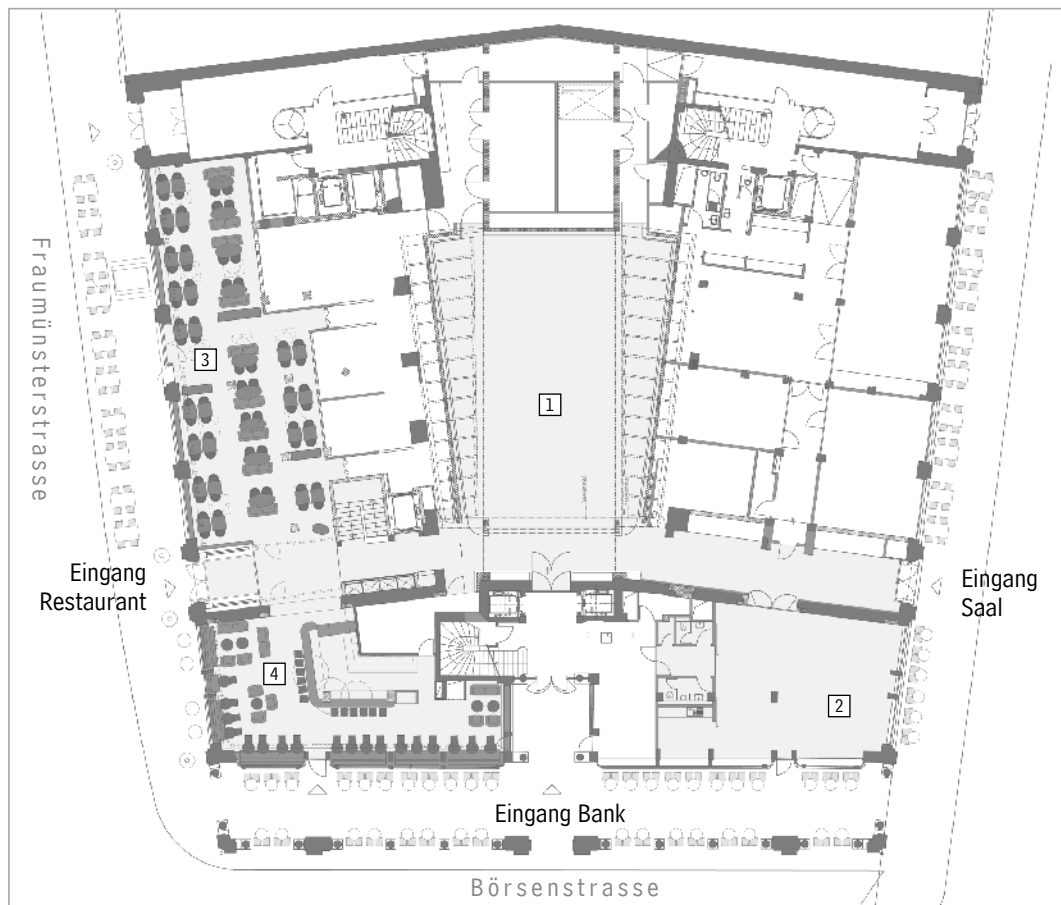 Fraumünsterstrasse
3
1
Eingang
Restaurant
Eingang
Saal
4
2
Eingang Bank
Börsenstrasse